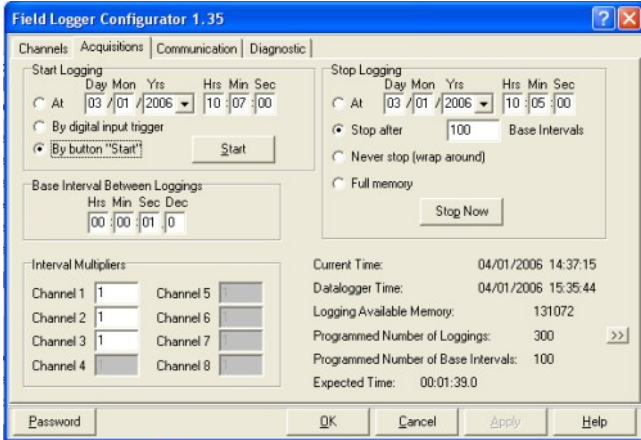 Field Logger Configurator 1.35
Channels Acquisitions Communication Diagnostic
Start Logging
Day Mon Yrs Hrs Min Sec
At 03 / 01 / 2006 10 : 07 : 00
By digital input trigger
By button "Start" Start
Stop Logging
Day Mon Yrs Hrs Min Sec
At 03 / 01 / 2006 10 : 05 : 00
Stop after 100 Base Intervals
Never stop (wrap around)
Full memory
Stop Now
Base Interval Between Loggings
Hrs Min Sec Dec
00 : 00 : 01 . 0
Interval Multipliers
Channel 1 1 Channel 5 1
Channel 2 1 Channel 6 1
Channel 3 1 Channel 7 1
Channel 4 1 Channel 8 1
Current Time: 04/01/2006 14:37:15
Datalogger Time: 04/01/2006 15:35:44
Logging Available Memory: 131072
Programmed Number of Loggings: 300 >>
Programmed Number of Base Intervals: 100
Expected Time: 00:01:39.0
Password OK Cancel Apply Help